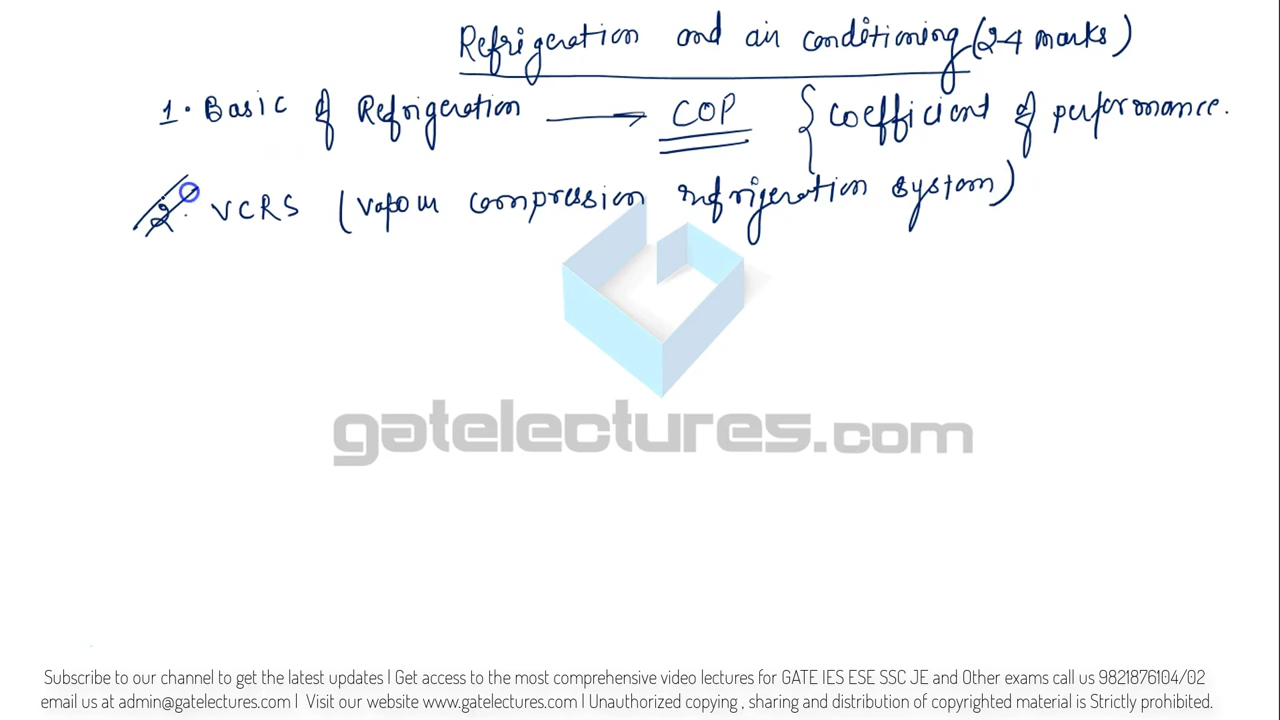 Refrigeration and air conditioning (24 marks)
1. Basic of Refrigeration → COP { coefficient of performance.
2. VCRS (vapour compression refrigeration system)
gatelectures.com
Subscribe to our channel to get the latest updates | Get access to the most comprehensive video lectures for GATE IES ESE SSC JE and Other exams call us 9821876104/02
email us at admin@gatelectures.com | Visit our website www.gatelectures.com | Unauthorized copying , sharing and distribution of copyrighted material is Strictly prohibited.